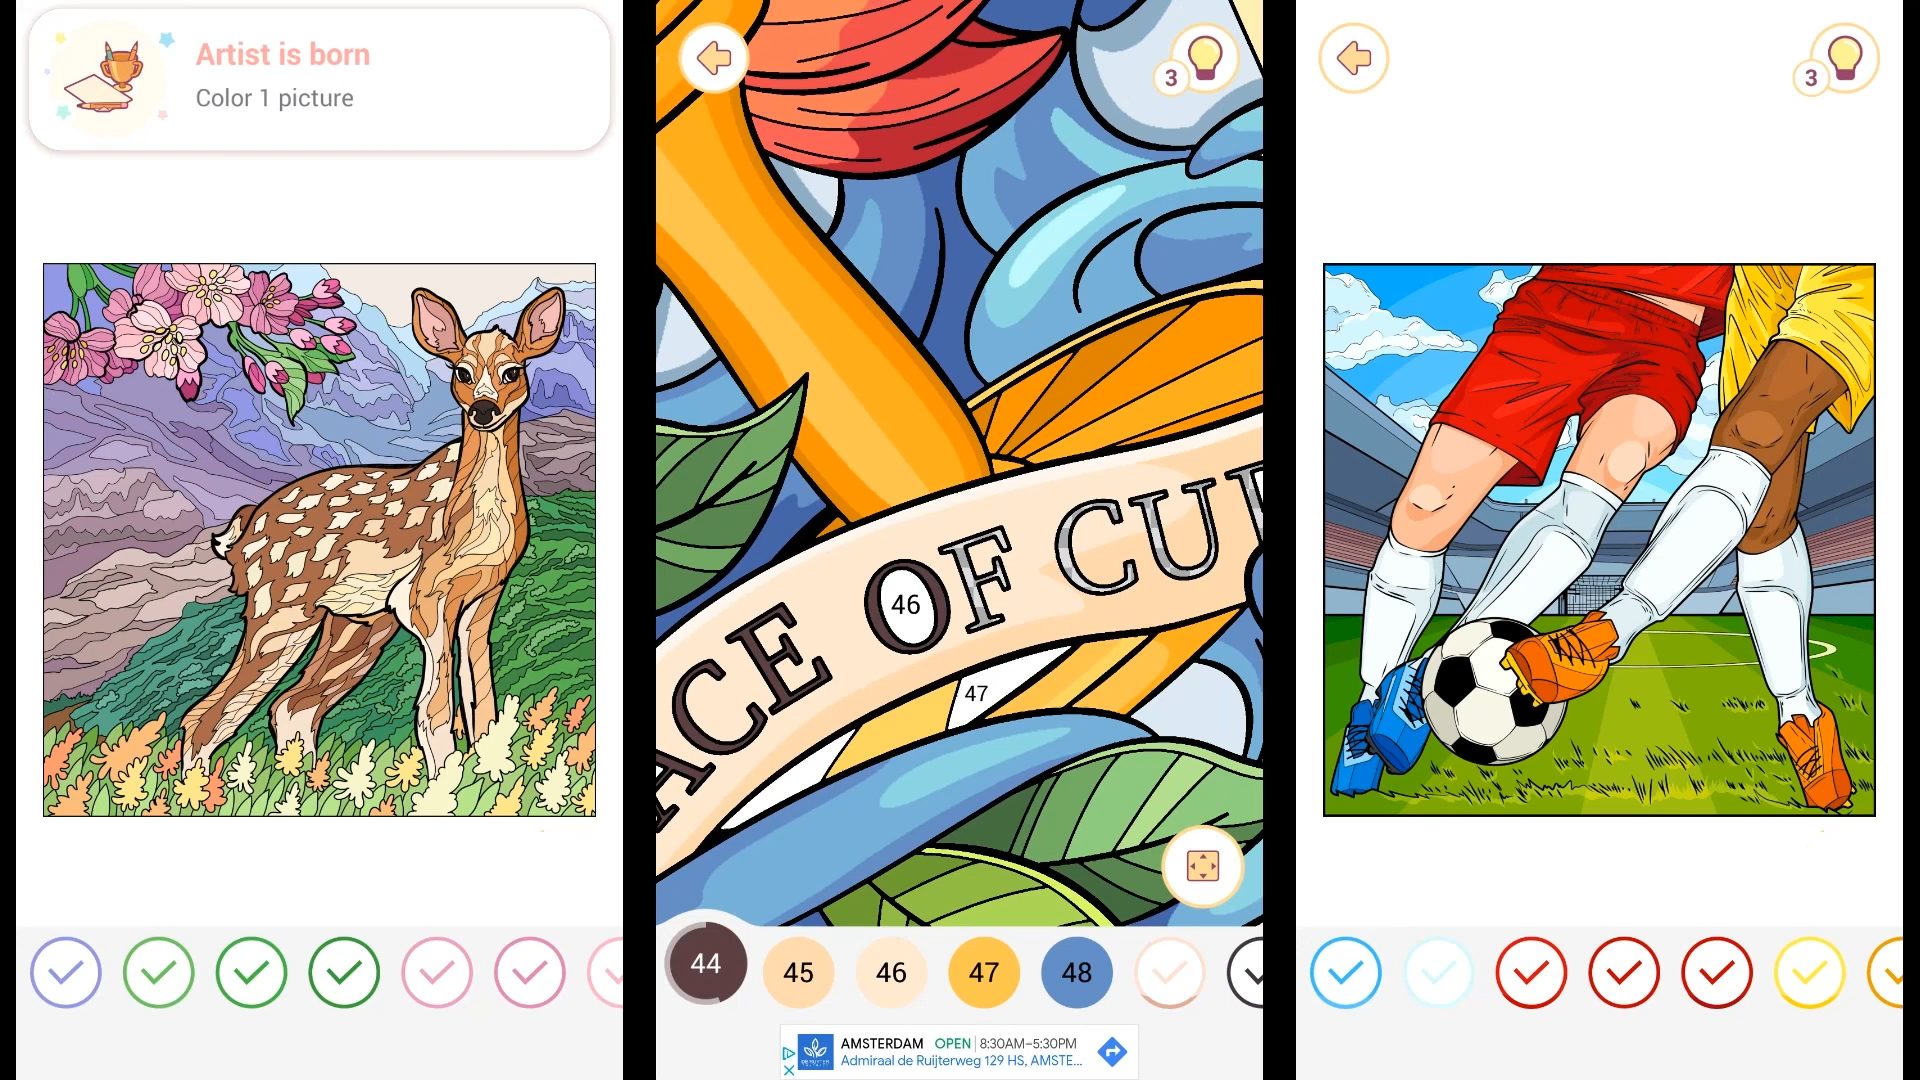 Artist is born
Color 1 picture
3
ACE OF CUP
46
47
44
45
46
47
48
AMSTERDAM OPEN 8:30AM–5:30PM
Admiraal de Ruijterweg 129 HS, AMSTE...
3